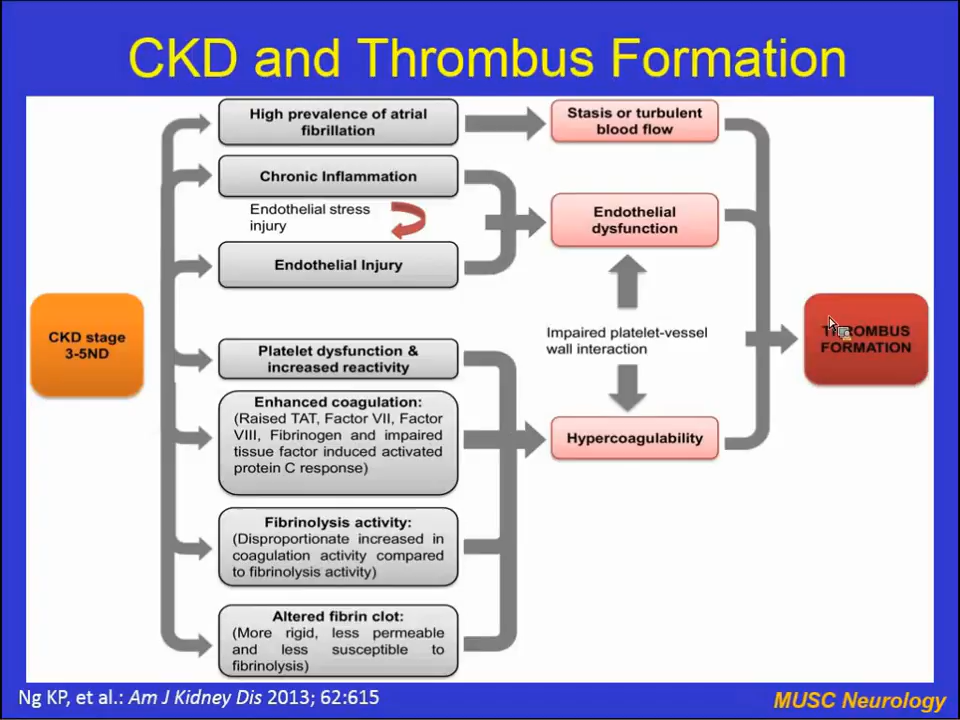 CKD and Thrombus Formation
High prevalence of atrial
fibrillation
Stasis or turbulent
blood flow
Chronic Inflammation
Endothelial stress
injury
Endothelial
dysfunction
Endothelial Injury
CKD stage
3-5ND
Impaired platelet-vessel
wall interaction
THROMBUS
FORMATION
Platelet dysfunction &
increased reactivity
Enhanced coagulation:
(Raised TAT, Factor VII, Factor
VIII, Fibrinogen and impaired
tissue factor induced activated
protein C response)
Hypercoagulability
Fibrinolysis activity:
(Disproportionate increased in
coagulation activity compared
to fibrinolysis activity)
Altered fibrin clot:
(More rigid, less permeable
and less susceptible to
fibrinolysis)
Ng KP, et al.: Am J Kidney Dis 2013; 62:615
MUSC Neurology